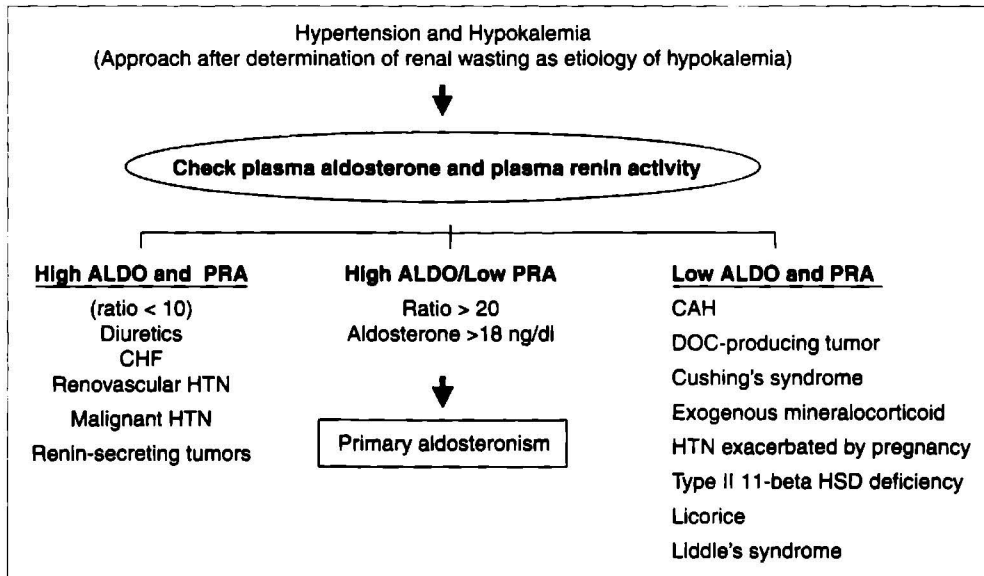 Hypertension and Hypokalemia
(Approach after determination of renal wasting as etiology of hypokalemia)
Check plasma aldosterone and plasma renin activity
High ALDO and PRA
(ratio < 10)
Diuretics
CHF
Renovascular HTN
Malignant HTN
Renin-secreting tumors
High ALDO/Low PRA
Ratio > 20
Aldosterone >18 ng/dl
Primary aldosteronism
Low ALDO and PRA
CAH
DOC-producing tumor
Cushing's syndrome
Exogenous mineralocorticoid
HTN exacerbated by pregnancy
Type II 11-beta HSD deficiency
Licorice
Liddle's syndrome